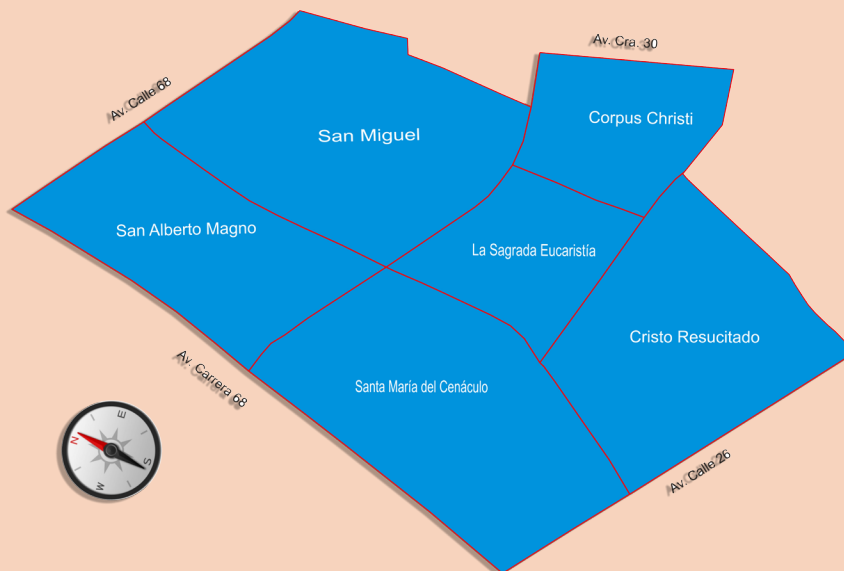 Av. Cra. 30
Av. Calle 68
Corpus Christi
San Miguel
San Alberto Magno
La Sagrada Eucaristía
Cristo Resucitado
Av. Carrera 68
Santa María del Cenáculo
N
E
S
W
Av. Calle 26